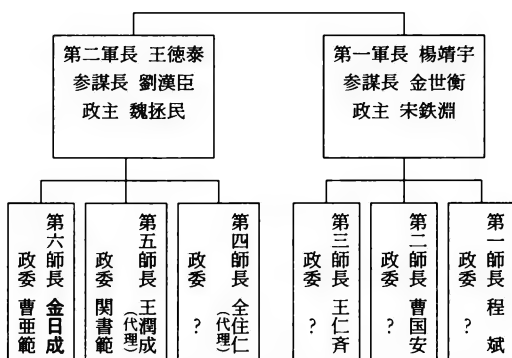 第一軍長 楊靖宇
参謀長 金世衡
政主 宋鉄淵
第二軍長 王徳泰
参謀長 劉漢臣
政主 魏拯民
第一師長 程 斌
政委 ?
第二師長 曹国安
政委 ?
第三師長 王仁斉
政委 ?
第四師長 全住仁
(代理)
政委 ?
第五師長 王潤成
(代理)
政委 関書範
第六師長 金日成
政委 曹亜範